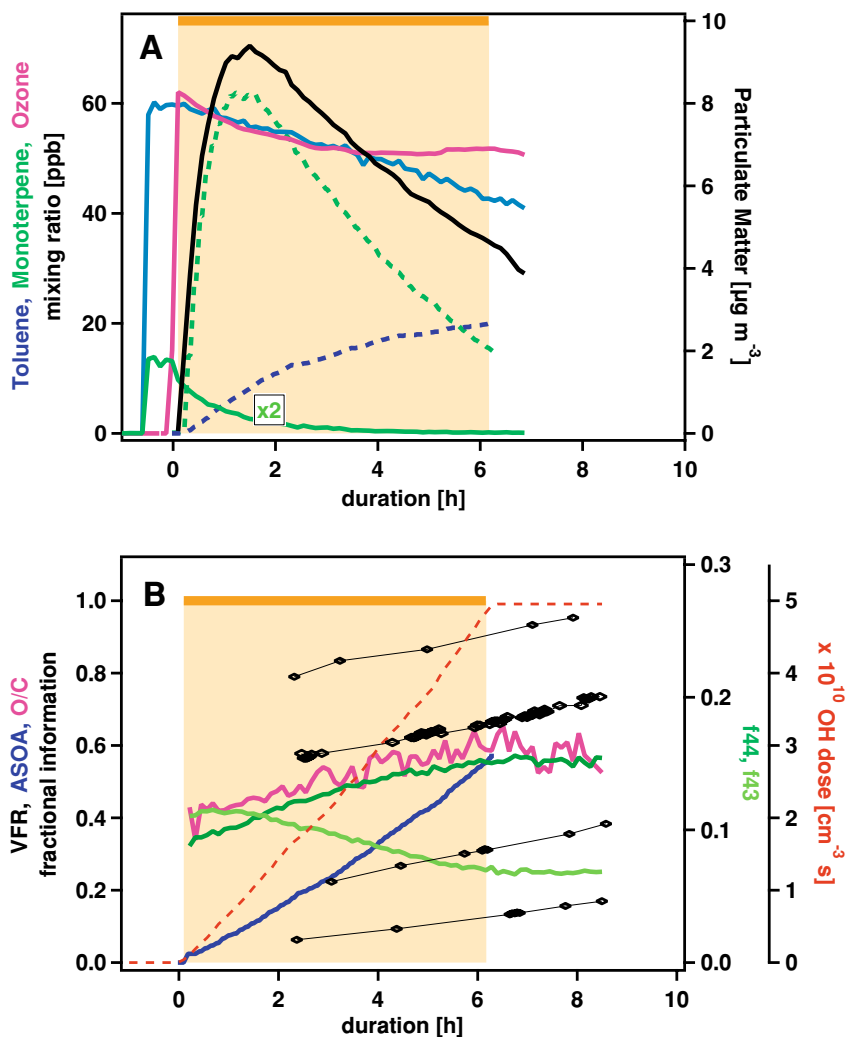 A
Toluene, Monoterpene, Ozone
mixing ratio [ppb]
60
40
20
0
x2
10
8
6
4
2
0
Particulate Matter [µg m-3]
0 2 4 6 8 10
duration [h]
B
VFR, ASOA, O/C
fractional information
1.0
0.8
0.6
0.4
0.2
0.0
0.3
0.2
0.1
0.0
f44, f43
5
4
3
2
1
0
x 10^10 OH dose [cm-3 s]
0 2 4 6 8 10
duration [h]